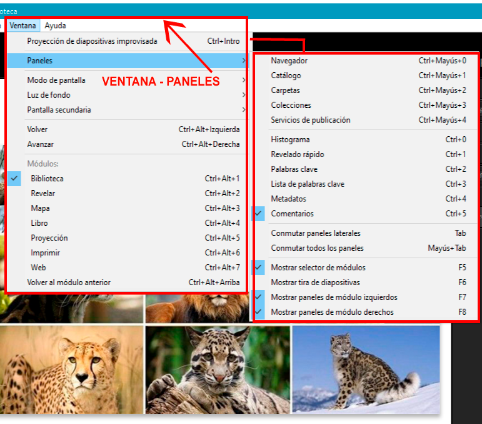 oteca
Ventana Ayuda
Proyección de diapositivas improvisada Ctrl+Intro
Paneles
Modo de pantalla
Luz de fondo
Pantalla secundaria
Volver Ctrl+Alt+Izquierda
Avanzar Ctrl+Alt+Derecha
Módulos:
Biblioteca Ctrl+Alt+1
Revelar Ctrl+Alt+2
Mapa Ctrl+Alt+3
Libro Ctrl+Alt+4
Proyección Ctrl+Alt+5
Imprimir Ctrl+Alt+6
Web Ctrl+Alt+7
Volver al módulo anterior Ctrl+Alt+Arriba
VENTANA - PANELES
Navegador Ctrl+Mayús+0
Catálogo Ctrl+Mayús+1
Carpetas Ctrl+Mayús+2
Colecciones Ctrl+Mayús+3
Servicios de publicación Ctrl+Mayús+4
Histograma Ctrl+0
Revelado rápido Ctrl+1
Palabras clave Ctrl+2
Lista de palabras clave Ctrl+3
Metadatos Ctrl+4
Comentarios Ctrl+5
Conmutar paneles laterales Tab
Conmutar todos los paneles Mayús+Tab
Mostrar selector de módulos F5
Mostrar tira de diapositivas F6
Mostrar paneles de módulo izquierdos F7
Mostrar paneles de módulo derechos F8